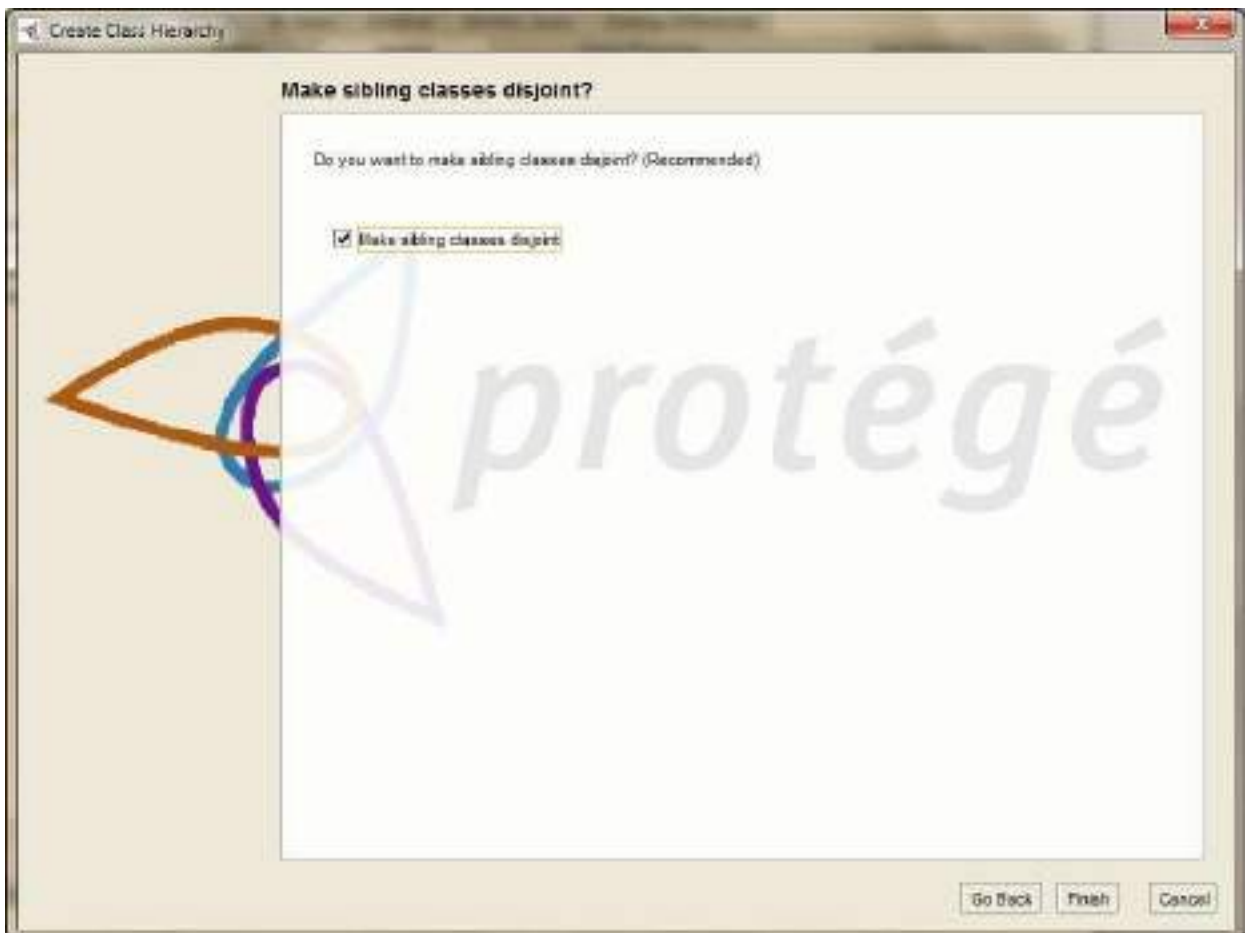 Create Class Hierarchy
Make sibling classes disjoint?
Do you want to make sibling classes disjoint? (Recommended)
Make sibling classes disjoint
protégé
Go Back Finish Cancel